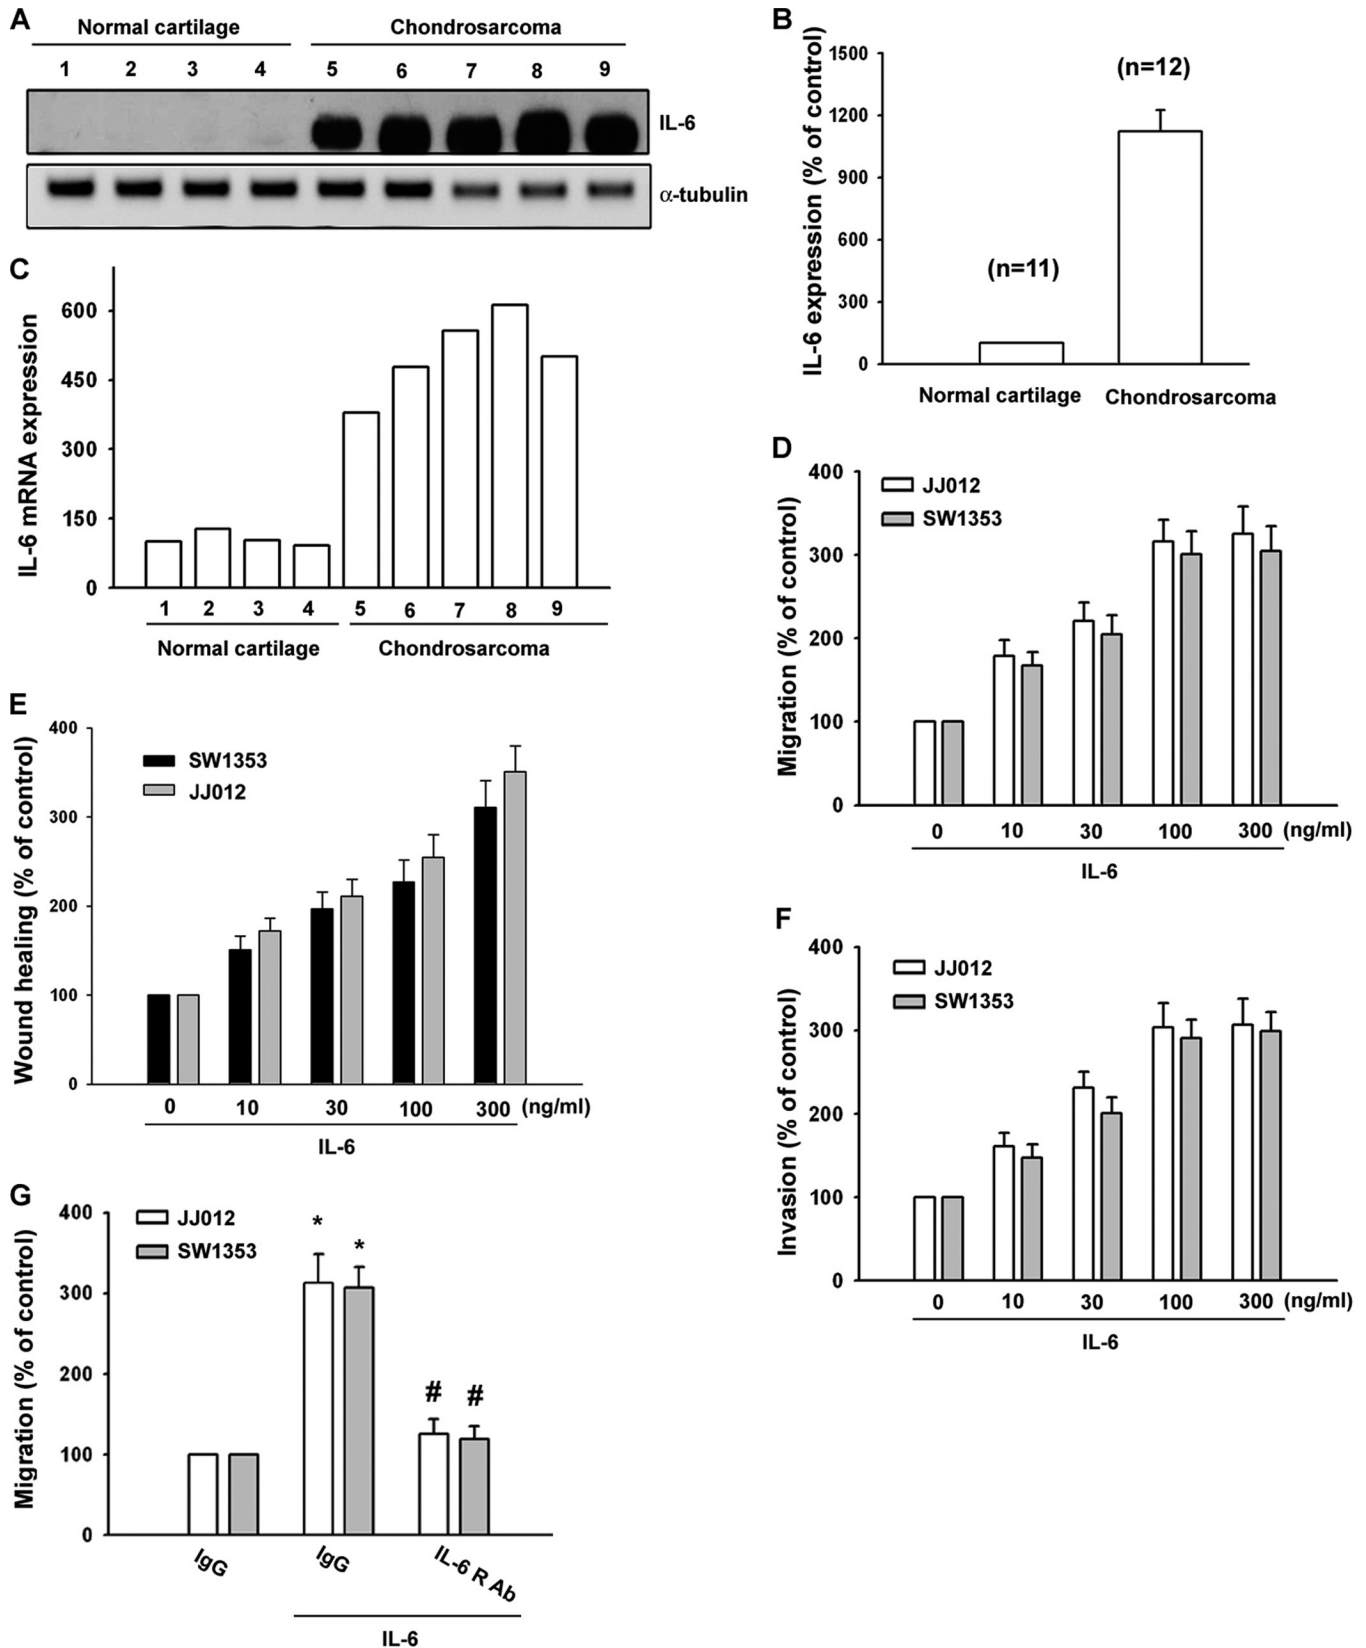 A
Normal cartilage Chondrosarcoma
1 2 3 4 5 6 7 8 9
IL-6
α-tubulin
B
IL-6 expression (% of control)
1500
1200
900
600
300
0
(n=11)
(n=12)
Normal cartilage Chondrosarcoma
C
IL-6 mRNA expression
600
450
300
150
0
1 2 3 4 5 6 7 8 9
Normal cartilage Chondrosarcoma
D
Migration (% of control)
400
300
200
100
0
JJ012
SW1353
0 10 30 100 300 (ng/ml)
IL-6
E
Wound healing (% of control)
400
300
200
100
0
SW1353
JJ012
0 10 30 100 300 (ng/ml)
IL-6
F
Invasion (% of control)
400
300
200
100
0
JJ012
SW1353
0 10 30 100 300 (ng/ml)
IL-6
G
Migration (% of control)
400
300
200
100
0
JJ012
SW1353
* *
# #
IgG IgG IL-6 R Ab
IL-6